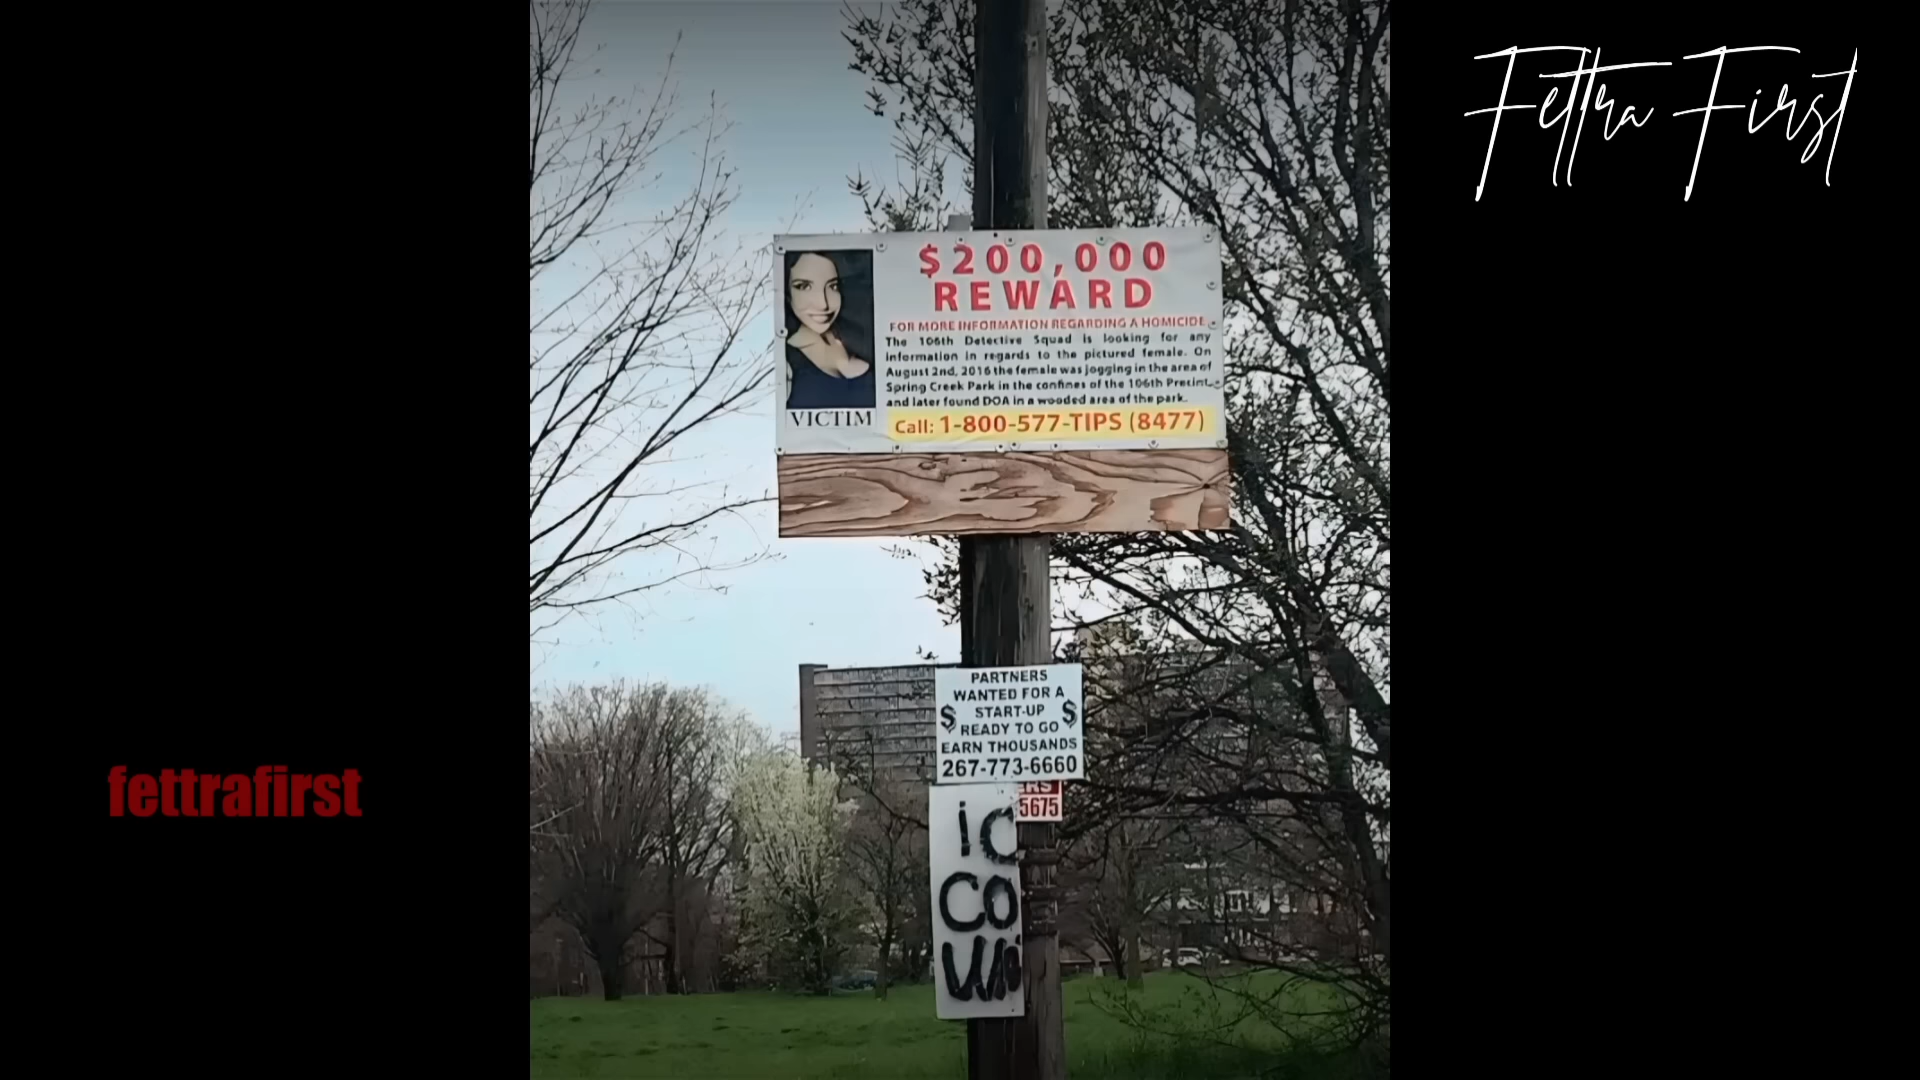 Fettra First
$200,000
REWARD
FOR MORE INFORMATION REGARDING A HOMICIDE
The 106th Detective Squad is looking for any
information in regards to the pictured female. On
August 2nd, 2016 the female was jogging in the area of
Spring Creek Park in the confines of the 106th Precint,
and later found DOA in a wooded area of the park.
VICTIM
Call: 1-800-577-TIPS (8477)
PARTNERS
WANTED FOR A
$ START-UP $
READY TO GO
EARN THOUSANDS
267-773-6660
ERS
5675
fettrafirst
iC
CO